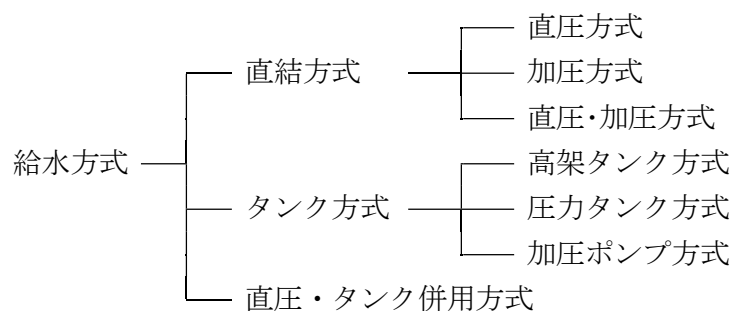 直圧方式
直結方式
加圧方式
直圧・加圧方式
給水方式
高架タンク方式
タンク方式
圧力タンク方式
加圧ポンプ方式
直圧・タンク併用方式